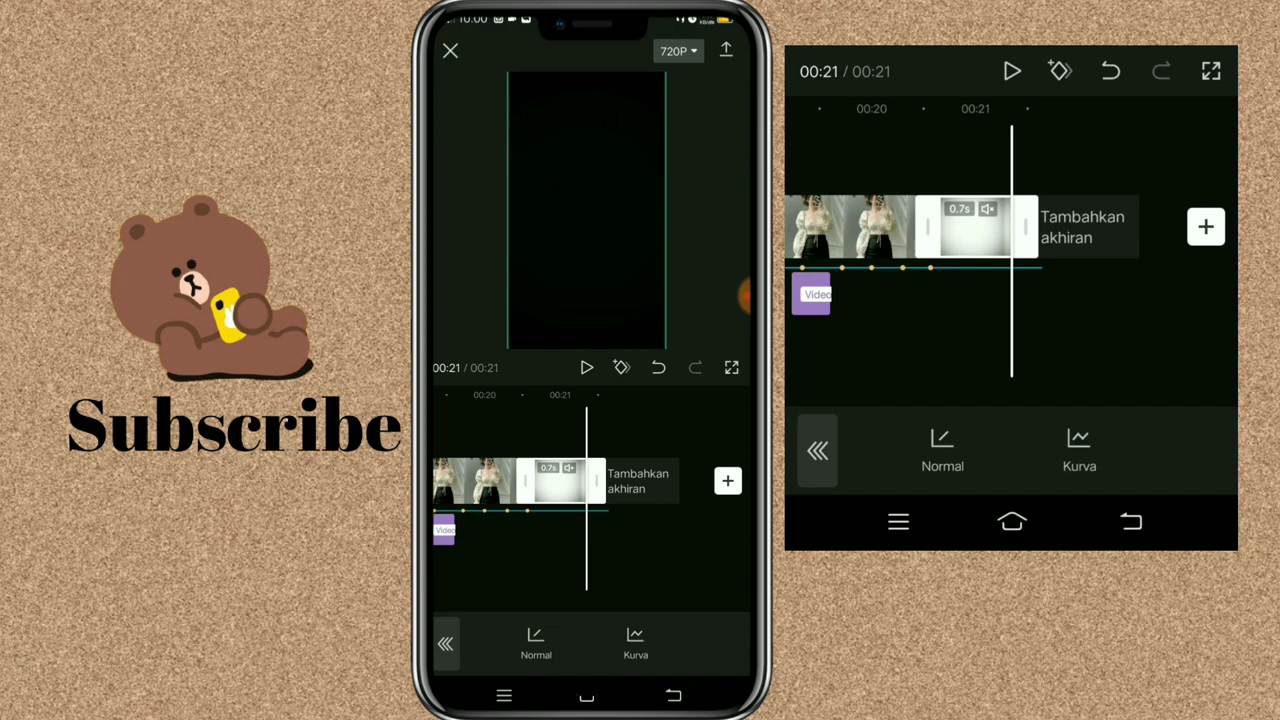 Subscribe
10.00
720P
00:21 / 00:21
00:20
00:21
0.7s
Tambahkan
akhiran
Video
Normal
Kurva
00:21 / 00:21
00:20
00:21
0.7s
Tambahkan
akhiran
Video
Normal
Kurva